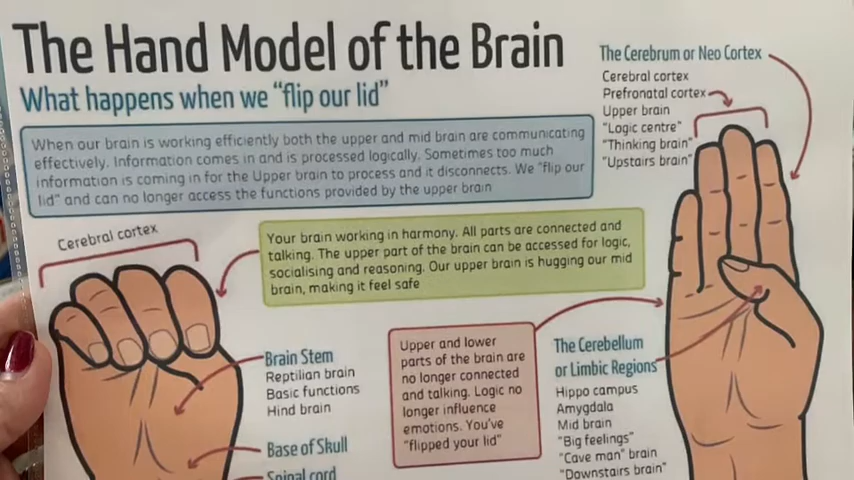 The Hand Model of the Brain
What happens when we "flip our lid"
When our brain is working efficiently both the upper and mid brain are communicating
effectively. Information comes in and is processed logically. Sometimes too much
information is coming in for the Upper brain to process and it disconnects. We "flip our
lid" and can no longer access the functions provided by the upper brain
The Cerebrum or Neo Cortex
Cerebral cortex
Prefronatal cortex
Upper brain
"Logic centre"
"Thinking brain"
"Upstairs brain"
Cerebral cortex
Your brain working in harmony. All parts are connected and
talking. The upper part of the brain can be accessed for logic,
socialising and reasoning. Our upper brain is hugging our mid
brain, making it feel safe
Brain Stem
Reptilian brain
Basic functions
Hind brain
Base of Skull
Spinal cord
Upper and lower
parts of the brain are
no longer connected
and talking. Logic no
longer influence
emotions. You've
"flipped your lid"
The Cerebellum
or Limbic Regions
Hippo campus
Amygdala
Mid brain
"Big feelings"
"Cave man" brain
"Downstairs brain"